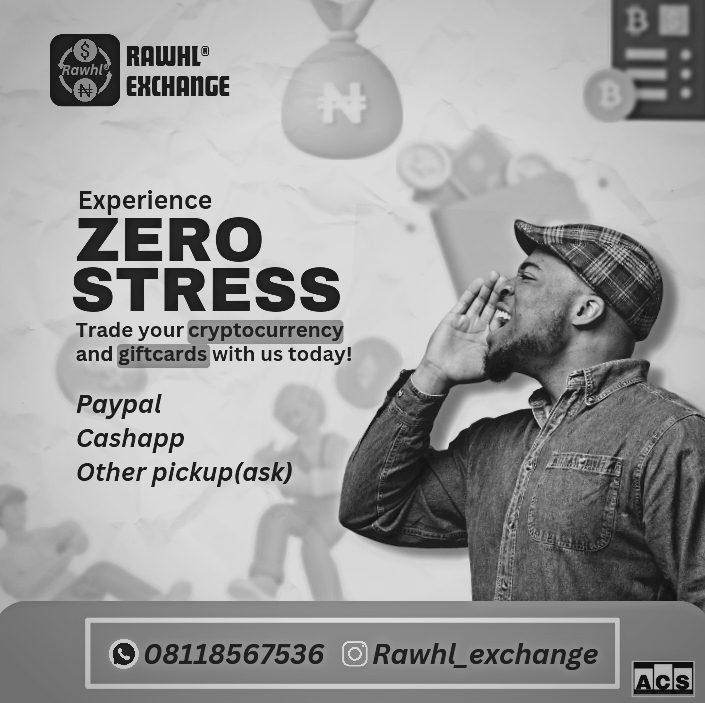 $
Rawhl®
₦
RAWHL®
EXCHANGE
₦
Experience
ZERO
STRESS
Trade your cryptocurrency
and giftcards with us today!
Paypal
Cashapp
Other pickup(ask)
08118567536 Rawhl_exchange
ACS